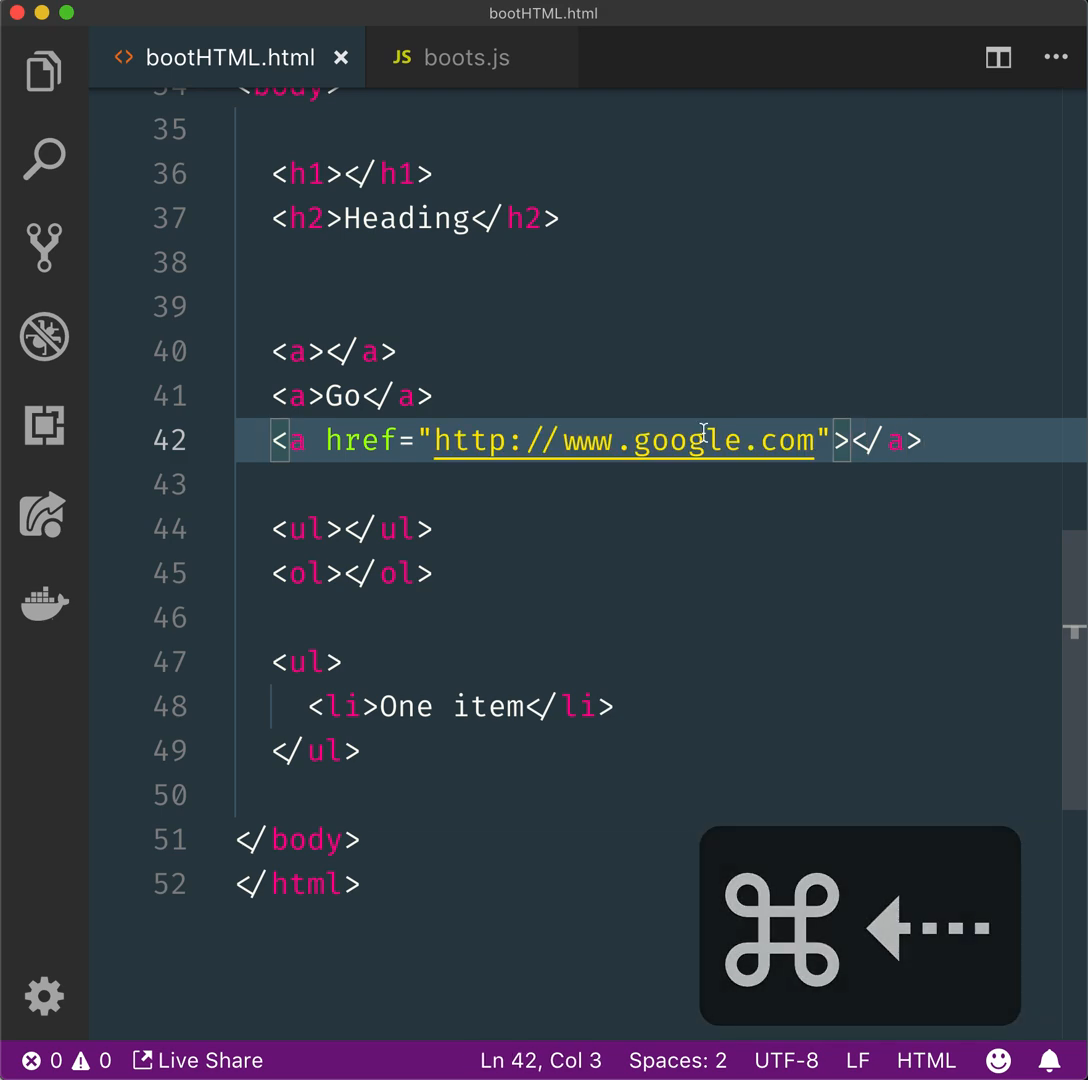 bootHTML.html
bootHTML.html JS boots.js
34 <body>
35
36 <h1></h1>
37 <h2>Heading</h2>
38
39
40 <a></a>
41 <a>Go</a>
42 <a href="http://www.google.com"></a>
43
44 <ul></ul>
45 <ol></ol>
46
47 <ul>
48 <li>One item</li>
49 </ul>
50
51 </body>
52 </html>
⌘ ⇠
0 0 Live Share Ln 42, Col 3 Spaces: 2 UTF-8 LF HTML